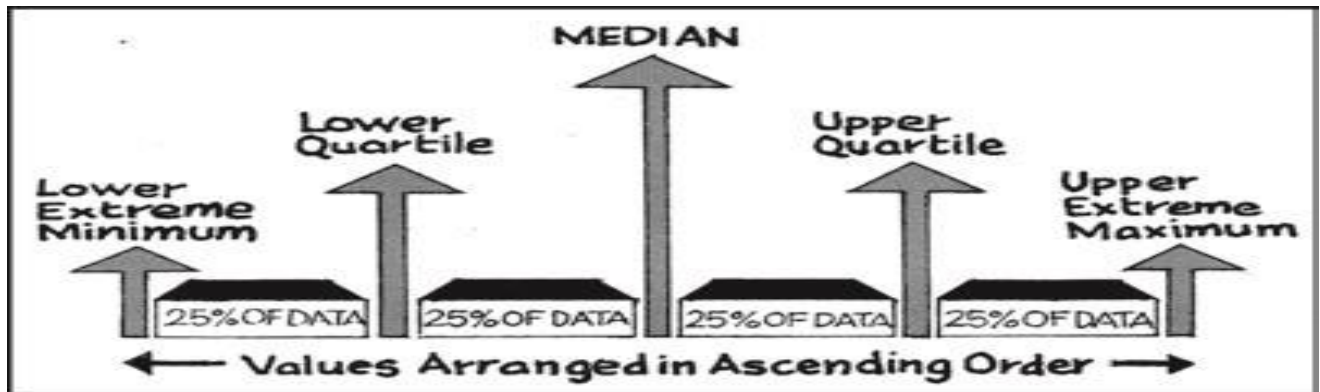 MEDIAN
Lower
Quartile
Upper
Quartile
Lower
Extreme
Minimum
Upper
Extreme
Maximum
25% OF DATA
25% OF DATA
25% OF DATA
25% OF DATA
Values Arranged in Ascending Order